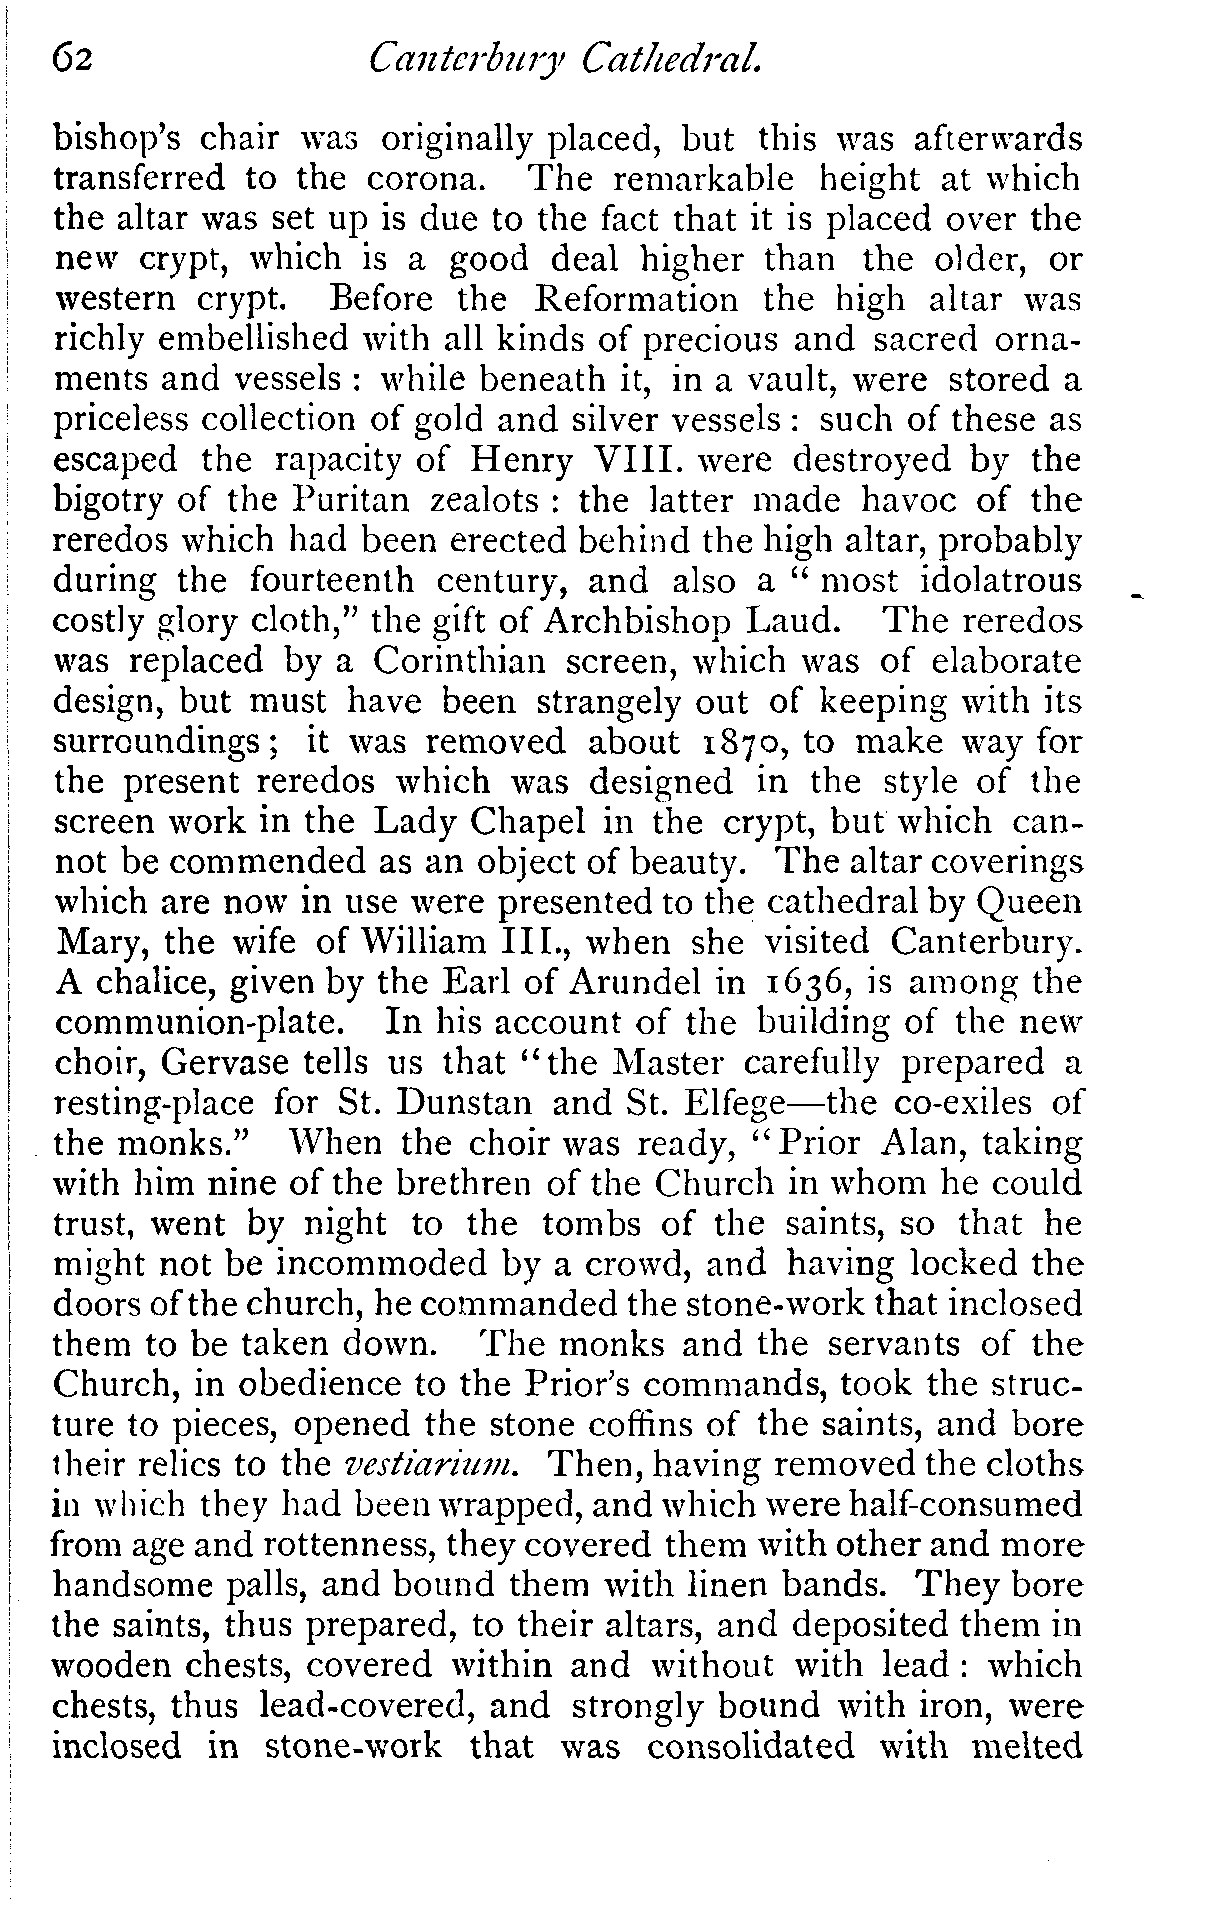 62 Canterbury Cathedral.
bishop's chair was originally placed, but this was afterwards
transferred to the corona. The remarkable height at which
the altar was set up is due to the fact that it is placed over the
new crypt, which is a good deal higher than the older, or
western crypt. Before the Reformation the high altar was
richly embellished with all kinds of precious and sacred orna-
ments and vessels : while beneath it, in a vault, were stored a
priceless collection of gold and silver vessels : such of these as
escaped the rapacity of Henry VIII. were destroyed by the
bigotry of the Puritan zealots : the latter made havoc of the
reredos which had been erected behind the high altar, probably
during the fourteenth century, and also a “ most idolatrous
costly glory cloth,” the gift of Archbishop Laud. The reredos
was replaced by a Corinthian screen, which was of elaborate
design, but must have been strangely out of keeping with its
surroundings ; it was removed about 1870, to make way for
the present reredos which was designed in the style of the
screen work in the Lady Chapel in the crypt, but which can-
not be commended as an object of beauty. The altar coverings
which are now in use were presented to the cathedral by Queen
Mary, the wife of William III., when she visited Canterbury.
A chalice, given by the Earl of Arundel in 1636, is among the
communion-plate. In his account of the building of the new
choir, Gervase tells us that “the Master carefully prepared a
resting-place for St. Dunstan and St. Elfege—the co-exiles of
the monks.” When the choir was ready, “Prior Alan, taking
with him nine of the brethren of the Church in whom he could
trust, went by night to the tombs of the saints, so that he
might not be incommoded by a crowd, and having locked the
doors of the church, he commanded the stone-work that inclosed
them to be taken down. The monks and the servants of the
Church, in obedience to the Prior's commands, took the struc-
ture to pieces, opened the stone coffins of the saints, and bore
their relics to the vestiarium. Then, having removed the cloths
in which they had been wrapped, and which were half-consumed
from age and rottenness, they covered them with other and more
handsome palls, and bound them with linen bands. They bore
the saints, thus prepared, to their altars, and deposited them in
wooden chests, covered within and without with lead : which
chests, thus lead-covered, and strongly bound with iron, were
inclosed in stone-work that was consolidated with melted